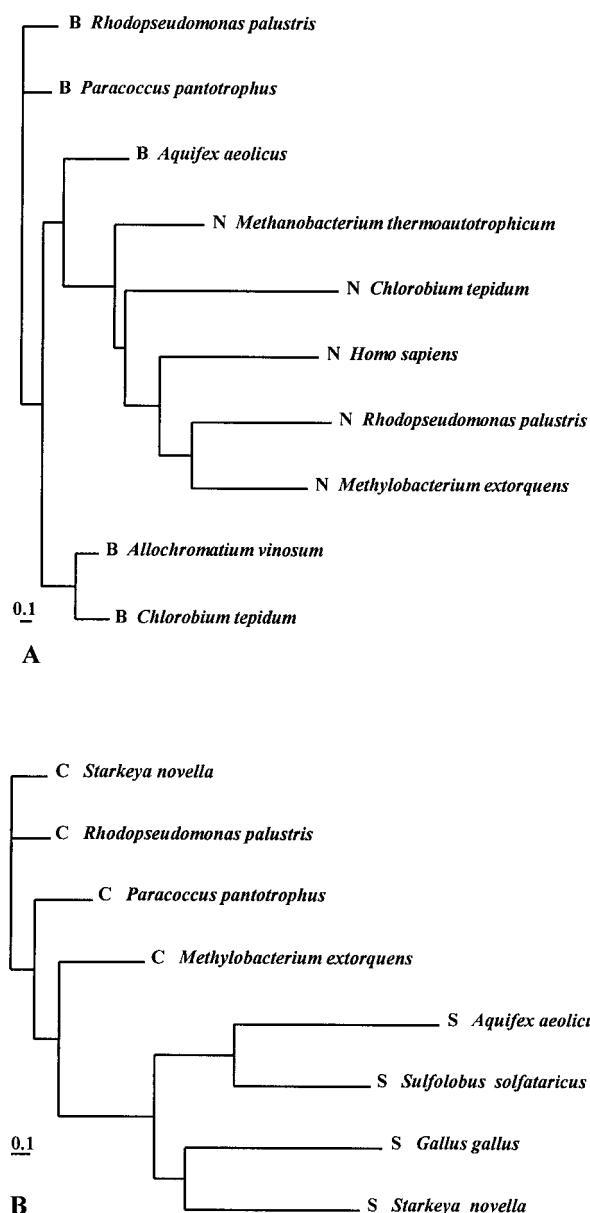 B Rhodopseudomonas palustris
B Paracoccus pantotrophus
B Aquifex aeolicus
N Methanobacterium thermoautotrophicum
N Chlorobium tepidum
N Homo sapiens
N Rhodopseudomonas palustris
N Methylobacterium extorquens
B Allochromatium vinosum
0.1
B Chlorobium tepidum
A
C Starkeya novella
C Rhodopseudomonas palustris
C Paracoccus pantotrophus
C Methylobacterium extorquens
S Aquifex aeolicu
S Sulfolobus solfataricus
0.1
S Gallus gallus
B
S Starkeya novella